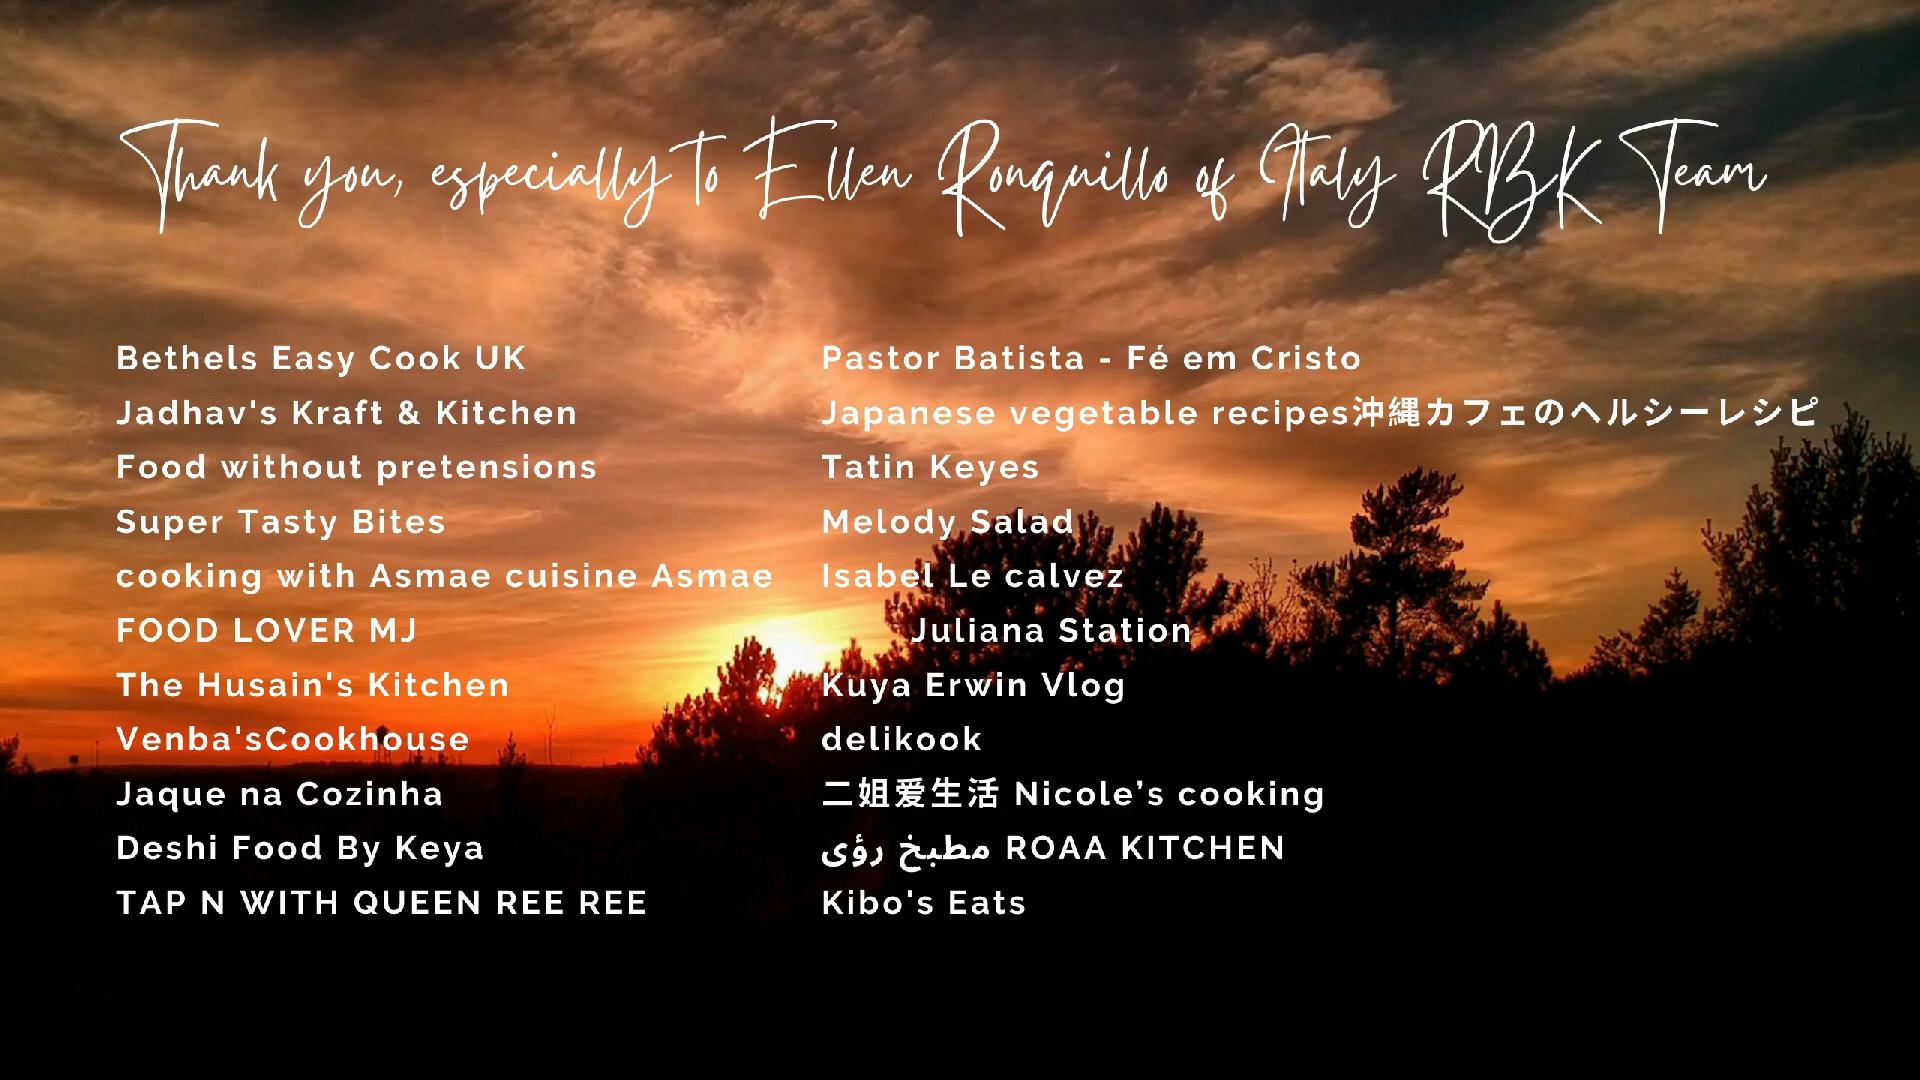 Thank you, especially to Ellen Ronquillo of Italy RBK Team
Bethels Easy Cook UK
Jadhav's Kraft & Kitchen
Food without pretensions
Super Tasty Bites
cooking with Asmae cuisine Asmae
FOOD LOVER MJ
The Husain's Kitchen
Venba'sCookhouse
Jaque na Cozinha
Deshi Food By Keya
TAP N WITH QUEEN REE REE
Pastor Batista - Fé em Cristo
Japanese vegetable recipes沖縄カフェのヘルシーレシピ
Tatin Keyes
Melody Salad
Isabel Le calvez
Juliana Station
Kuya Erwin Vlog
delikook
二姐爱生活 Nicole’s cooking
مطبخ رؤى ROAA KITCHEN
Kibo's Eats